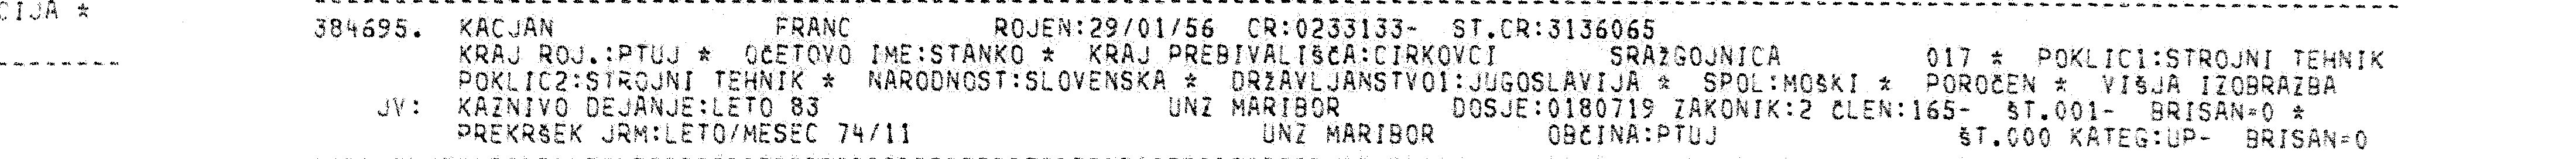 CIJA *
384695. KACJAN FRANC ROJEN:29/01/56 CR:0233133- ST.CR:3136065
KRAJ ROJ.:PTUJ * OČETOVO IME:STANKO * KRAJ PREBIVALIŠČA:CIRKOVCI SRAŽGOJNICA 017 * POKLIC1:STROJNI TEHNIK
POKLIC2:STROJNI TEHNIK * NARODNOST:SLOVENSKA * DRŽAVLJANSTVO1:JUGOSLAVIJA * SPOL:MOŠKI * POROČEN * VIŠJA IZOBRAZBA
JV: KAZNIVO DEJANJE:LETO 83 UNZ MARIBOR DOSJE:0180719 ZAKONIK:2 ČLEN:165- ŠT.001- BRISAN=0 *
PREKRŠEK JRM:LETO/MESEC 74/11 UNZ MARIBOR OBČINA:PTUJ ŠT.000 KATEG:UP- BRISAN=0